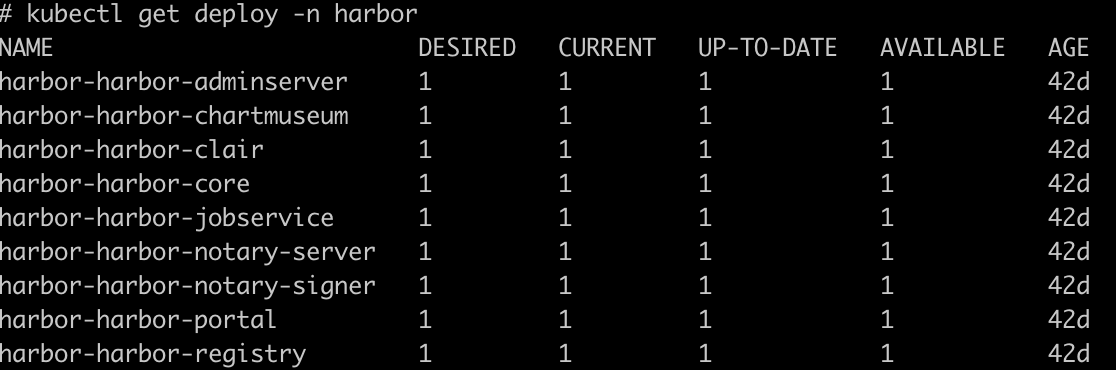 # kubectl get deploy -n harbor
NAME DESIRED CURRENT UP-TO-DATE AVAILABLE AGE
harbor-harbor-adminserver 1 1 1 1 42d
harbor-harbor-chartmuseum 1 1 1 1 42d
harbor-harbor-clair 1 1 1 1 42d
harbor-harbor-core 1 1 1 1 42d
harbor-harbor-jobservice 1 1 1 1 42d
harbor-harbor-notary-server 1 1 1 1 42d
harbor-harbor-notary-signer 1 1 1 1 42d
harbor-harbor-portal 1 1 1 1 42d
harbor-harbor-registry 1 1 1 1 42d